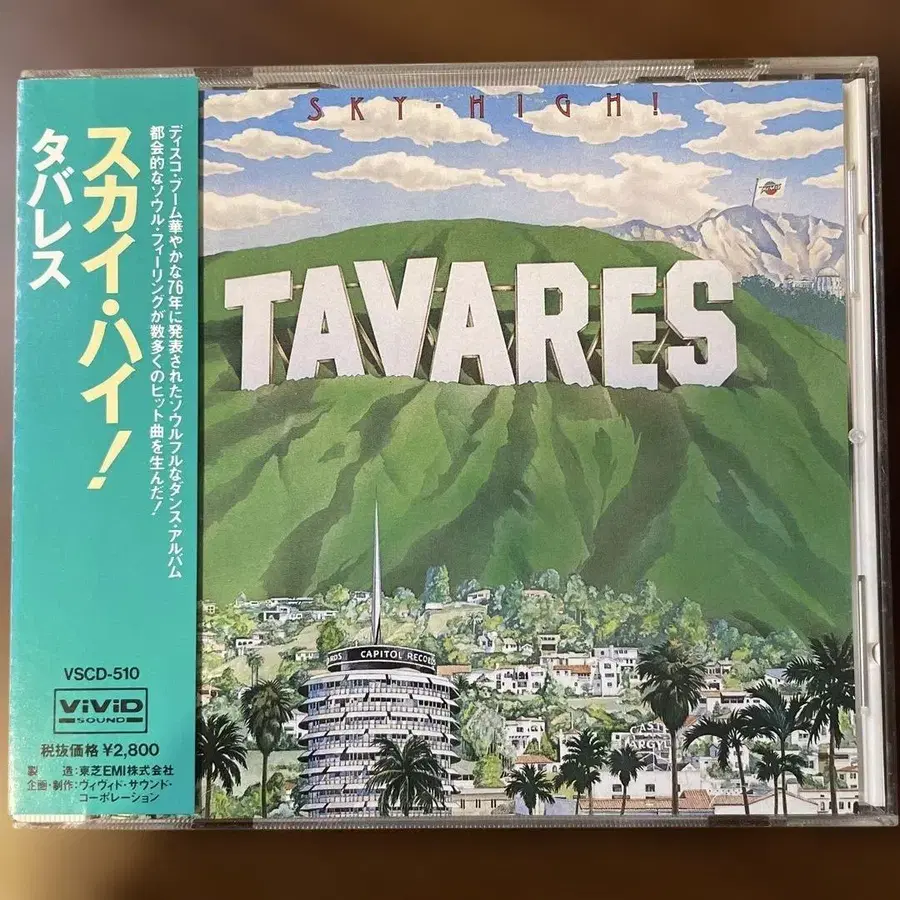 スカイ・ハイ!
タバレス
ディスコ・ブーム華やかな76年に発表されたソウルフルなダンス・アルバム
都会的なソウル・フィーリングが数多くのヒット曲を生んだ!
VSCD-510
ViViD
SOUND
税抜価格 ¥2,800
製 造:東芝EMI株式会社
企画・制作:ヴィヴィド・サウンド・
コーポレーション
SKY・HIGH!
TAVARES
CAPITOL RECORDS